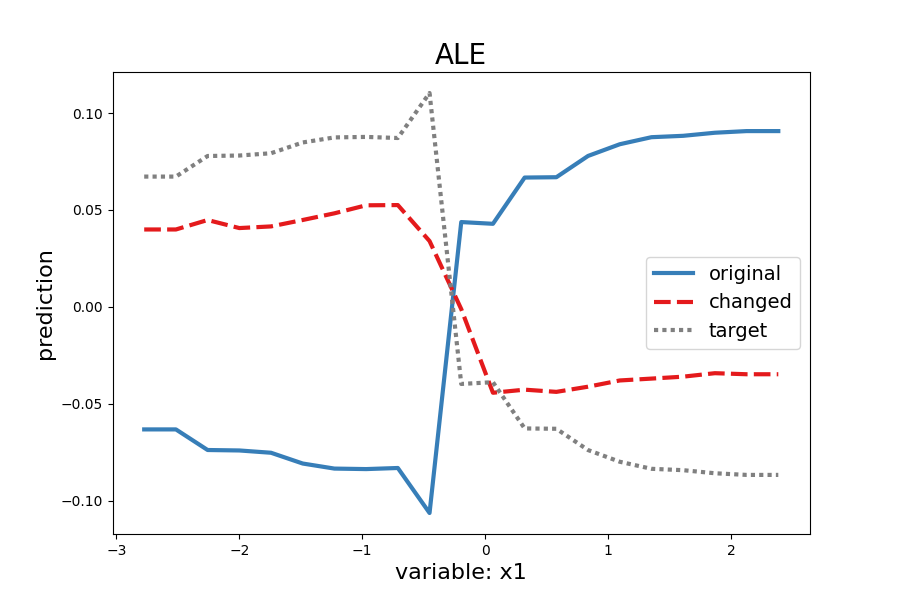 ALE
0.10
0.05
0.00
−0.05
−0.10
prediction
original
changed
target
−3 −2 −1 0 1 2
variable: x1